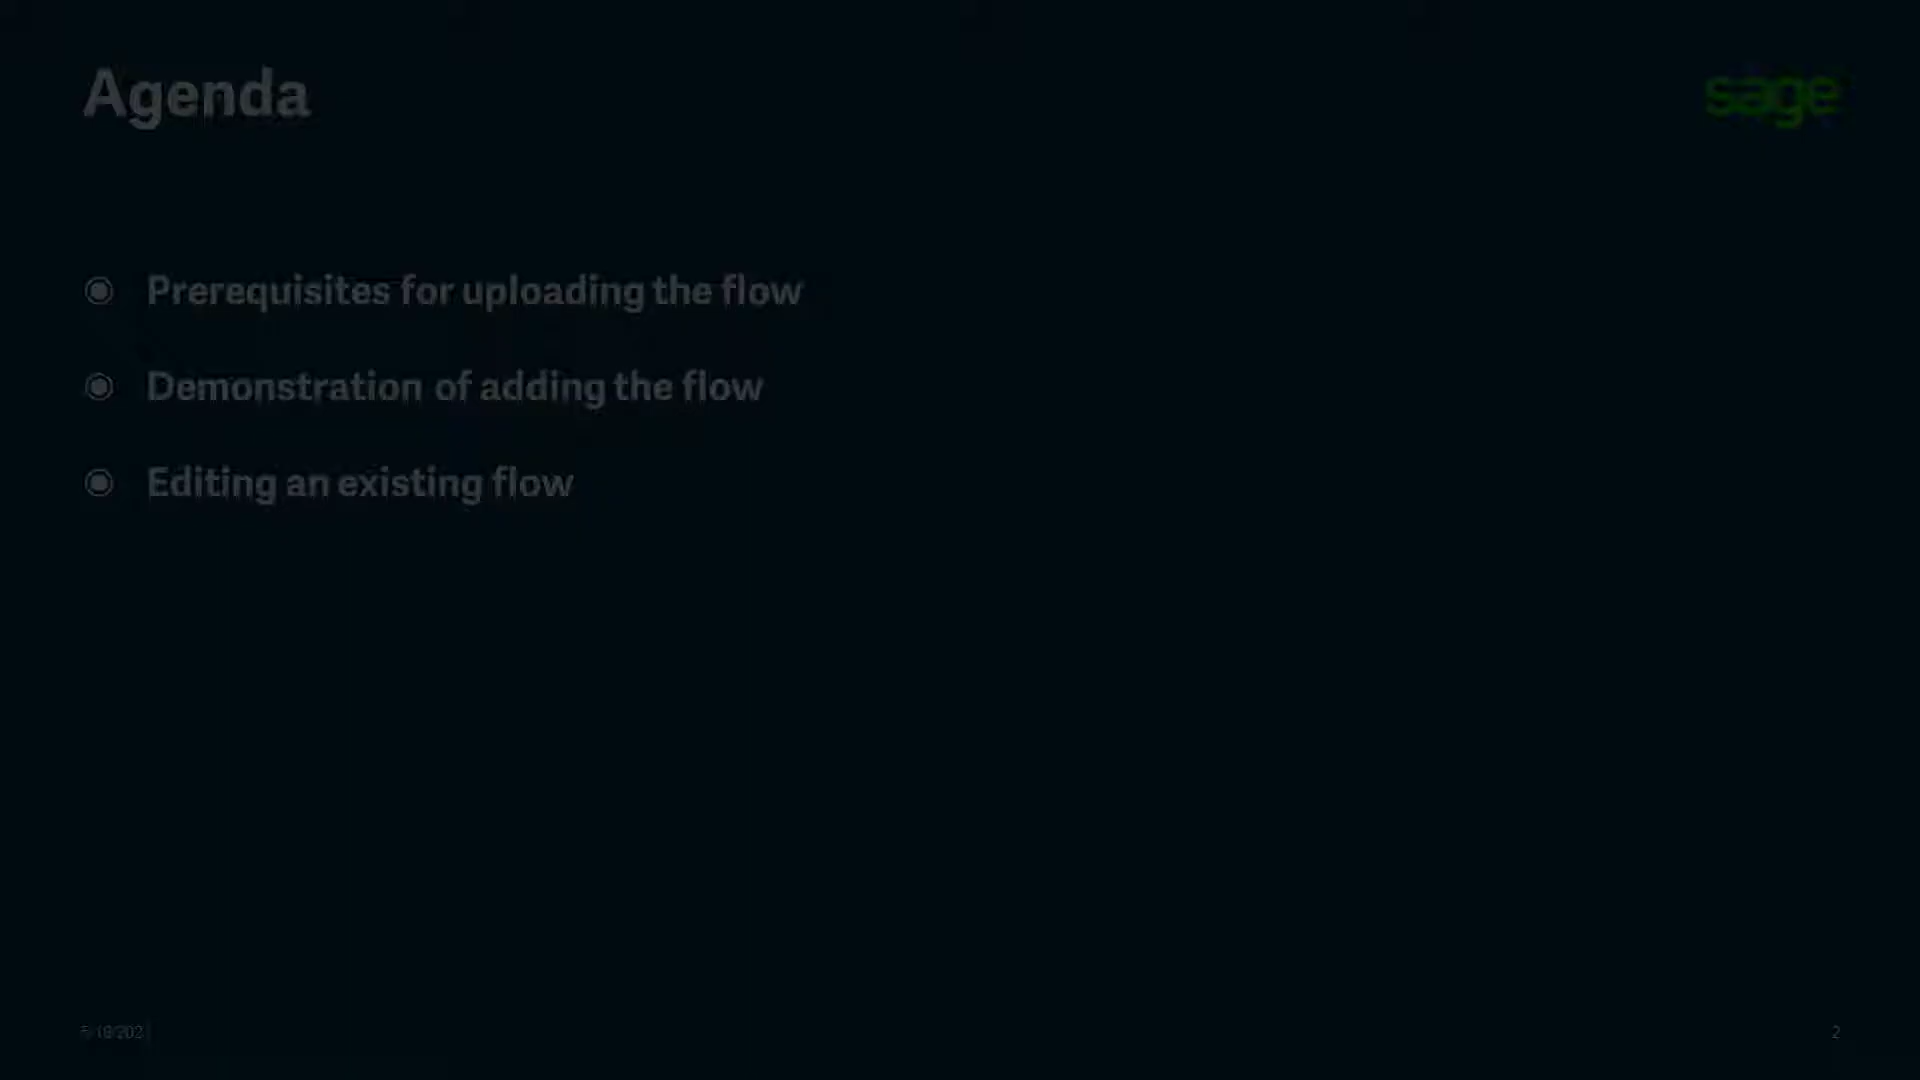 Agenda
sage
Prerequisites for uploading the flow
Demonstration of adding the flow
Editing an existing flow
2